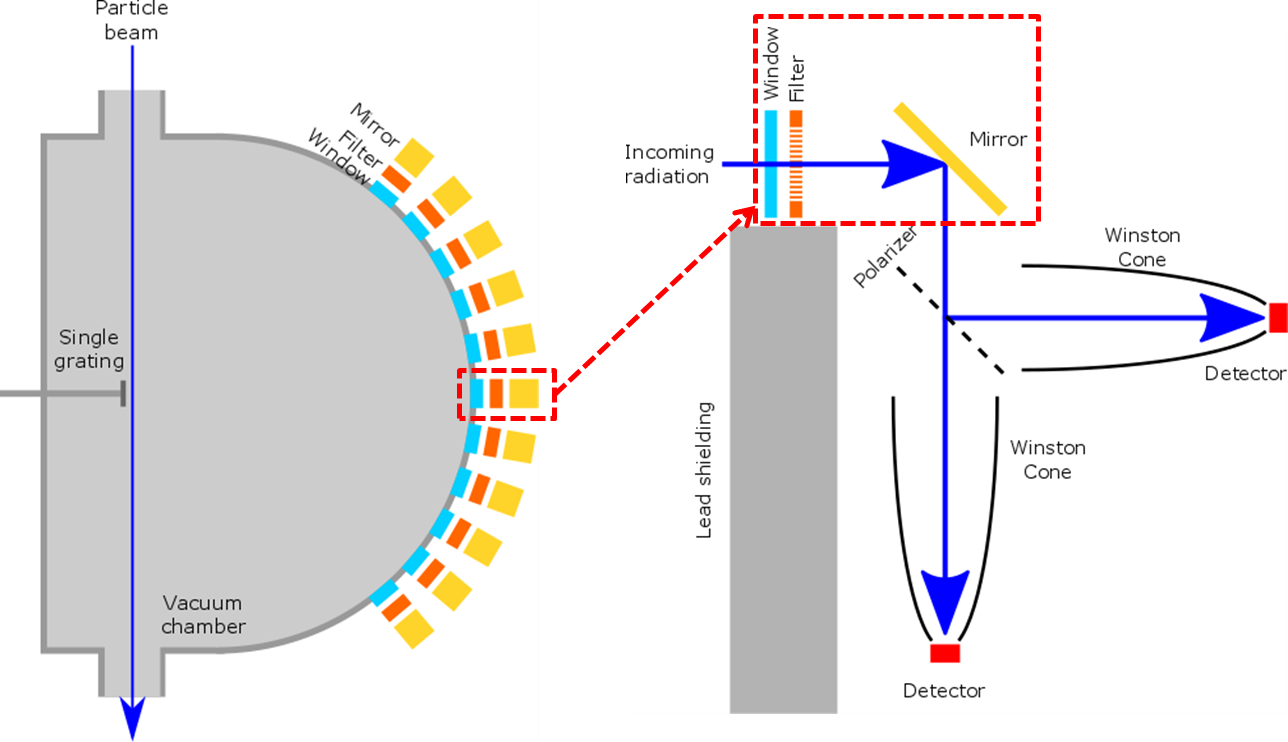 Particle
beam
Mirror
Filter
Window
Single
grating
Vacuum
chamber
Window
Filter
Incoming
radiation
Mirror
Polarizer
Winston
Cone
Detector
Lead shielding
Winston
Cone
Detector